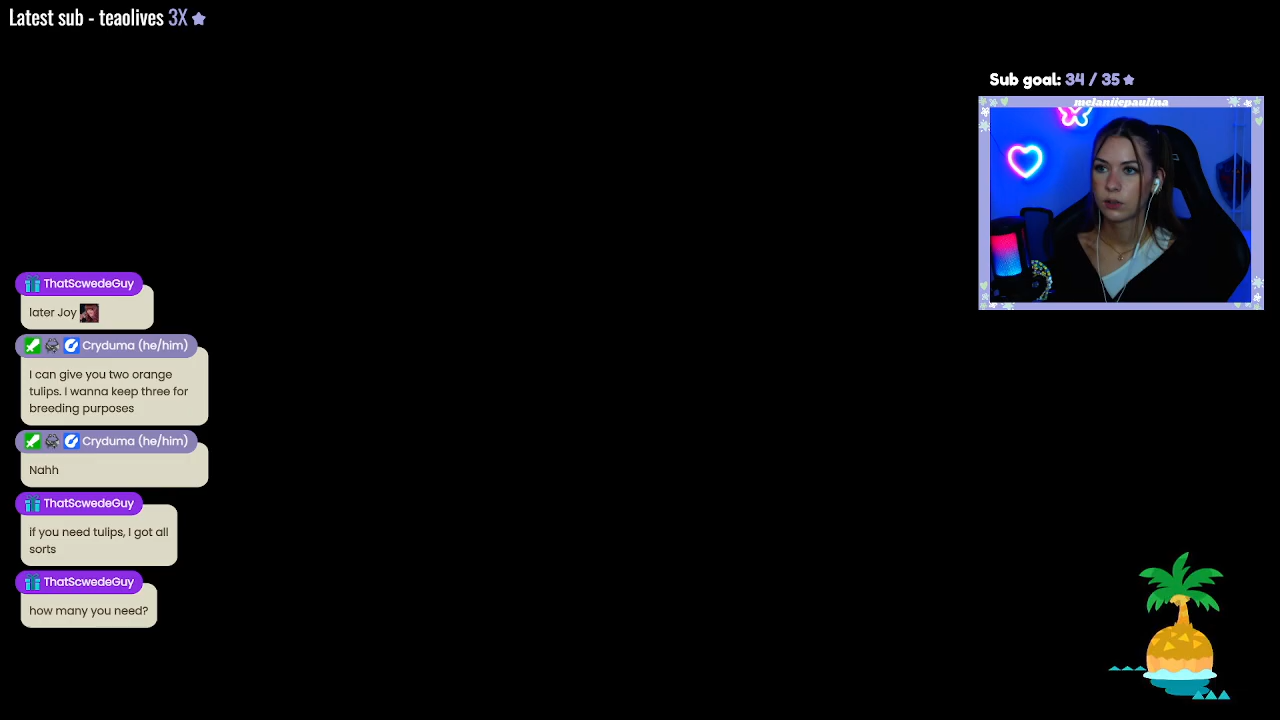 Latest sub - teaolives 3X
Sub goal: 34 / 35
melaniiepaulina
ThatScwedeGuy
later Joy
Cryduma (he/him)
I can give you two orange
tulips. I wanna keep three for
breeding purposes
Cryduma (he/him)
Nahh
ThatScwedeGuy
if you need tulips, I got all
sorts
ThatScwedeGuy
how many you need?